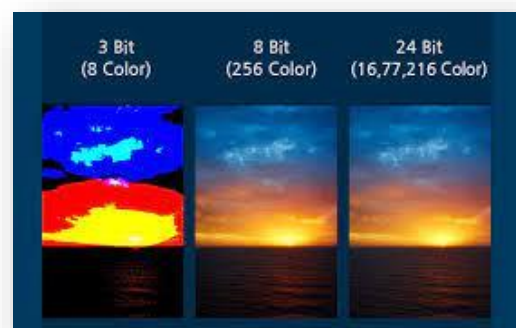 3 Bit
(8 Color)
8 Bit
(256 Color)
24 Bit
(16,77,216 Color)